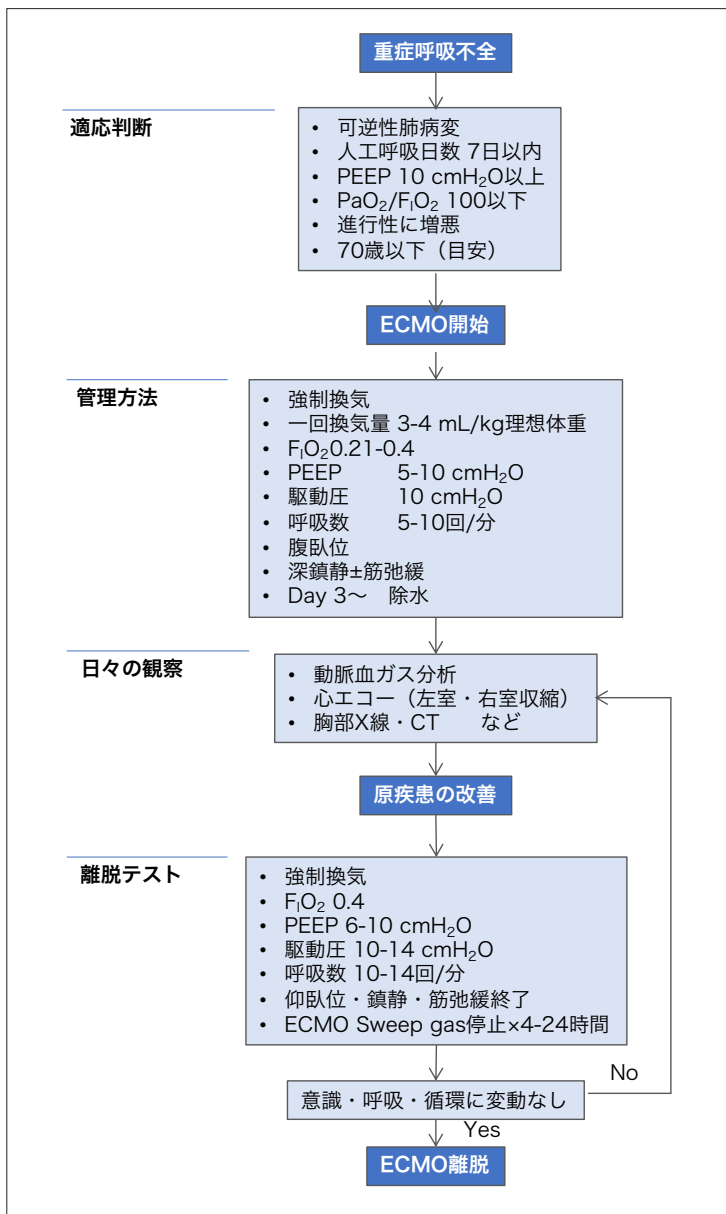 重症呼吸不全
適応判断
• 可逆性肺病変
• 人工呼吸日数 7日以内
• PEEP 10 cmH₂O以上
• PaO₂/FIO₂ 100以下
• 進行性に増悪
• 70歳以下（目安）
ECMO開始
管理方法
• 強制換気
• 一回換気量 3-4 mL/kg理想体重
• FIO₂0.21-0.4
• PEEP 5-10 cmH₂O
• 駆動圧 10 cmH₂O
• 呼吸数 5-10回/分
• 腹臥位
• 深鎮静±筋弛緩
• Day 3〜 除水
日々の観察
• 動脈血ガス分析
• 心エコー（左室・右室収縮）
• 胸部X線・CT など
原疾患の改善
離脱テスト
• 強制換気
• FIO₂ 0.4
• PEEP 6-10 cmH₂O
• 駆動圧 10-14 cmH₂O
• 呼吸数 10-14回/分
• 仰臥位・鎮静・筋弛緩終了
• ECMO Sweep gas停止×4-24時間
No
意識・呼吸・循環に変動なし
Yes
ECMO離脱